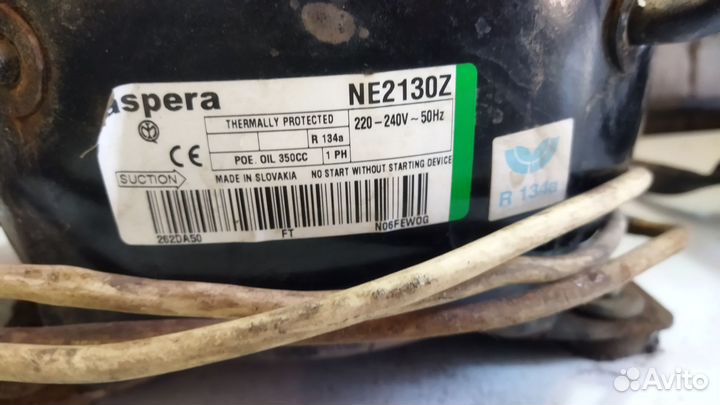 aspera NE2130Z
THERMALLY PROTECTED 220-240V~50Hz
R 134a
POE. OIL 350CC 1 PH
CE
SUCTION MADE IN SLOVAKIA NO START WITHOUT STARTING DEVICE
262DA50 FT N06FEW0G
R 134a
Avito